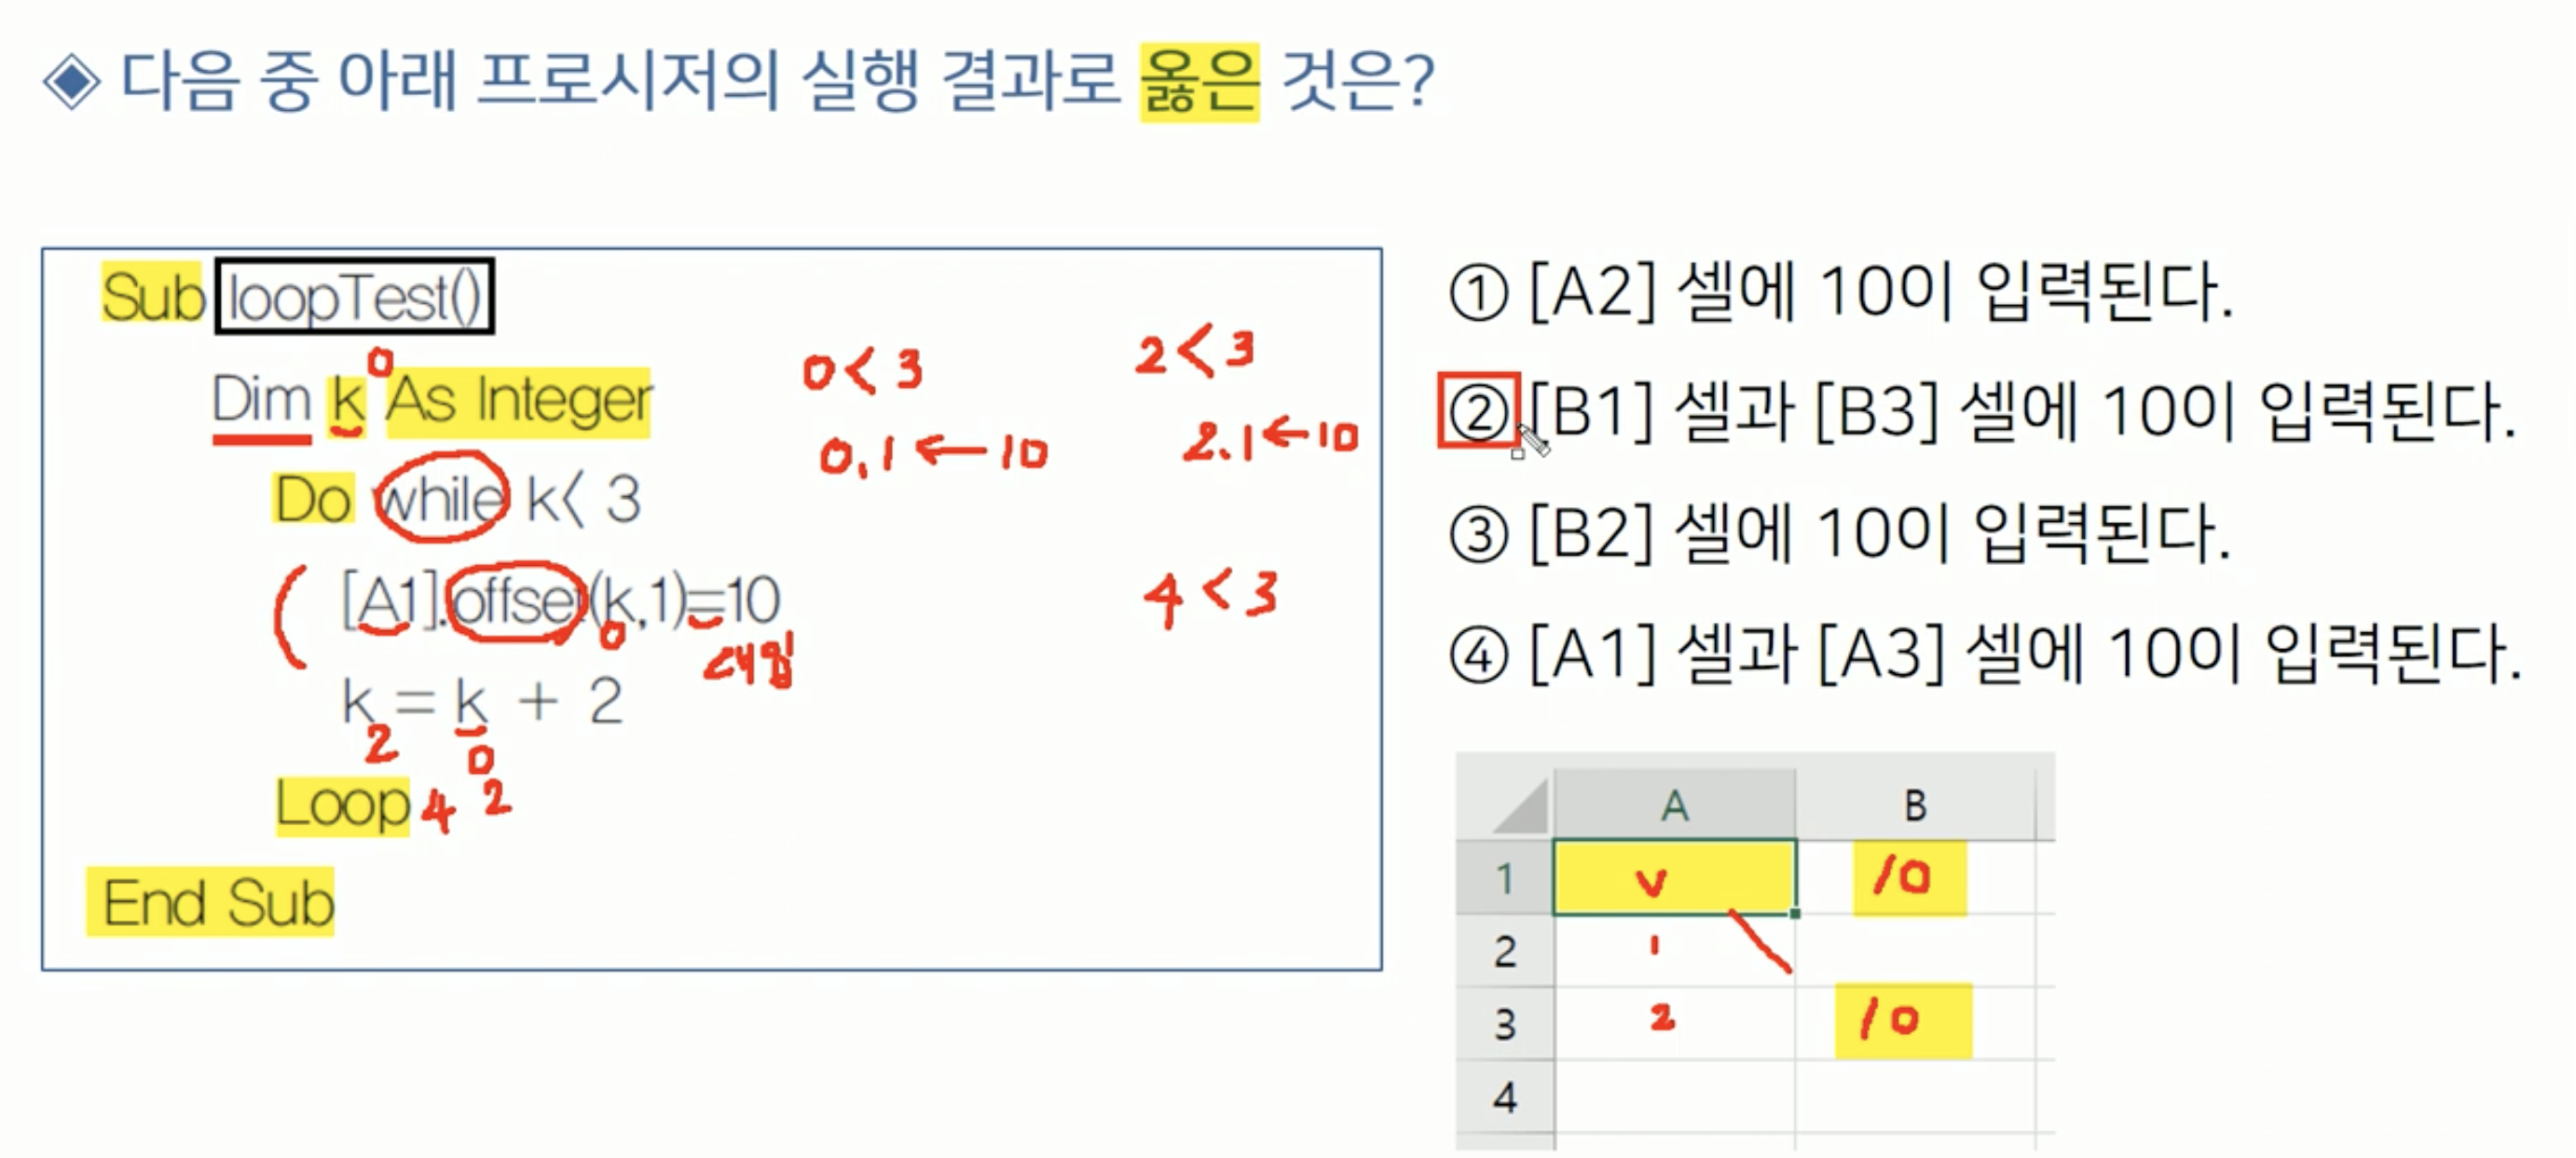 ◈ 다음 중 아래 프로시저의 실행 결과로 옳은 것은?
Sub loopTest()
0
Dim k As Integer
Do while k< 3
[A1].offset(k,1)=10
0
k = k + 2
2 0
Loop 4 2
End Sub
0<3
0,1←10
2<3
2.1←10
4<3
① [A2] 셀에 10이 입력된다.
② [B1] 셀과 [B3] 셀에 10이 입력된다.
③ [B2] 셀에 10이 입력된다.
④ [A1] 셀과 [A3] 셀에 10이 입력된다.
A B
1 v 10
2 1
3 2 10
4